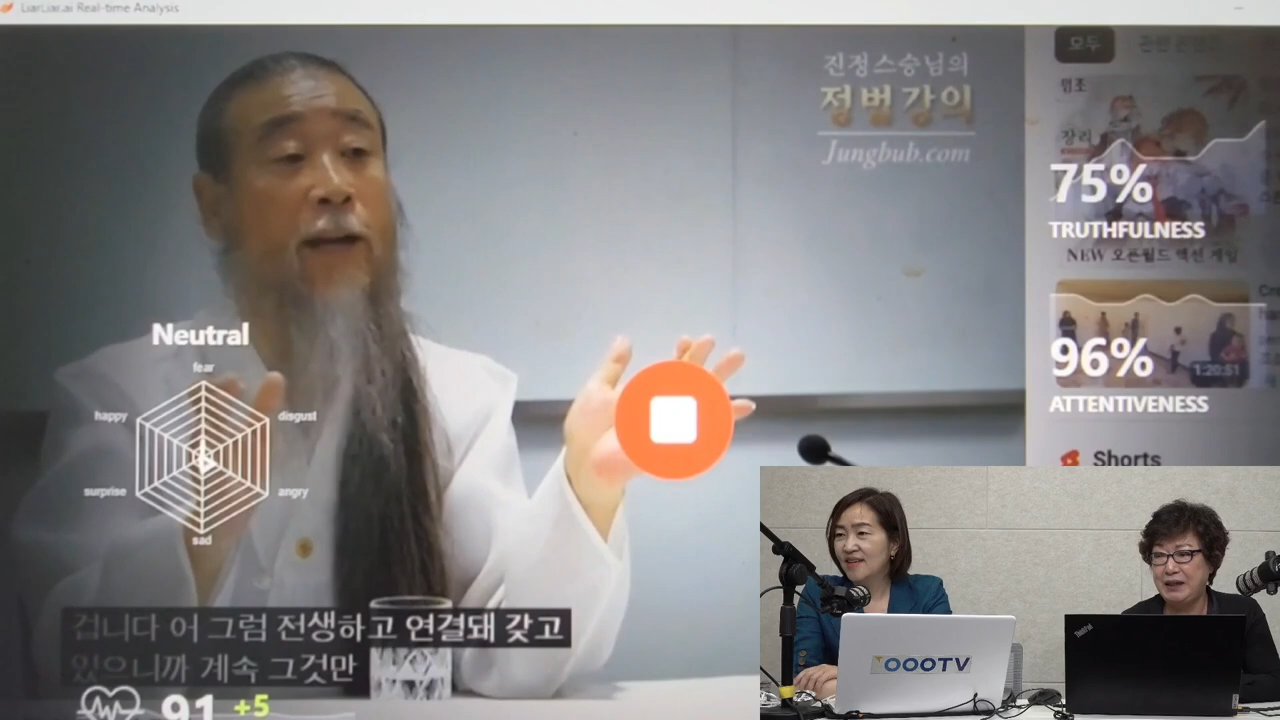 LiarLiar.ai Real-time Analysis
진정스승님의
정법강의
Jungbub.com
모두
75%
TRUTHFULNESS
NEW 오픈월드 액션 게임
1:20:51
96%
ATTENTIVENESS
Shorts
Neutral
fear
happy
disgust
surprise
angry
sad
겁니다 어 그럼 전생하고 연결돼 갖고
있으니까 계속 그것만
91 +5
OOOTV
ThinkPad